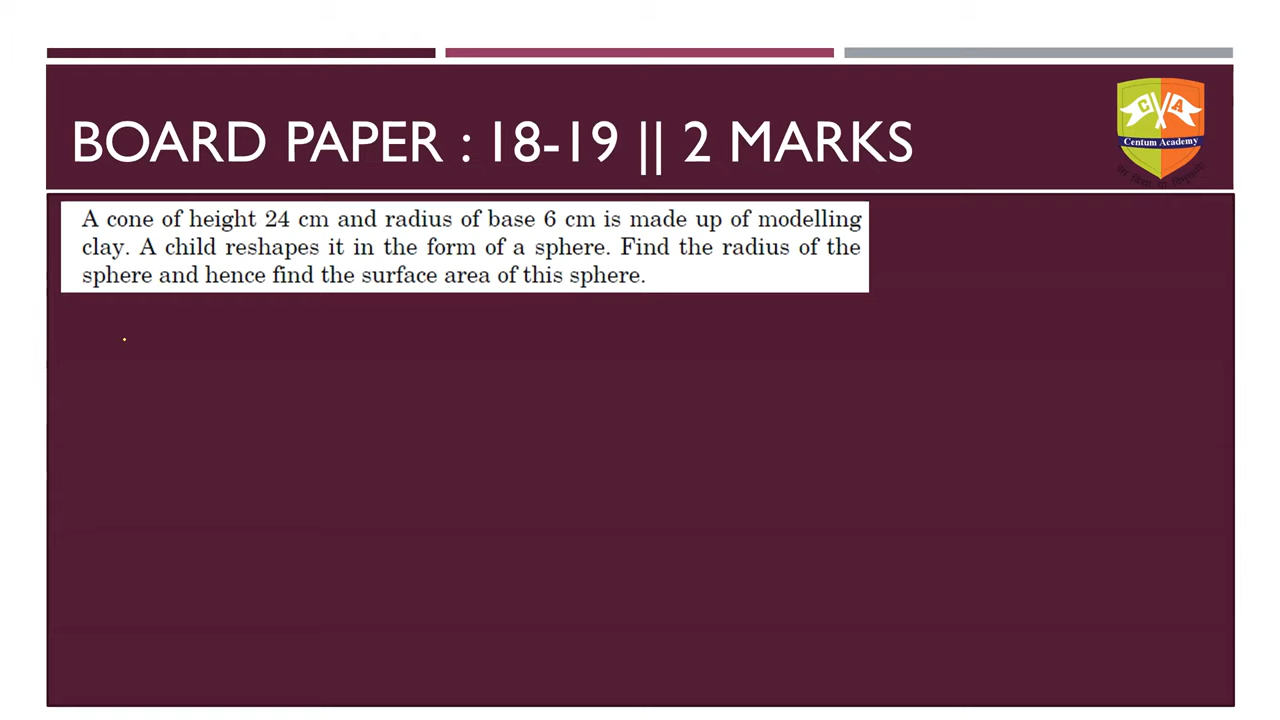 BOARD PAPER : 18-19 || 2 MARKS
C A
Centum Academy
A cone of height 24 cm and radius of base 6 cm is made up of modelling
clay. A child reshapes it in the form of a sphere. Find the radius of the
sphere and hence find the surface area of this sphere.